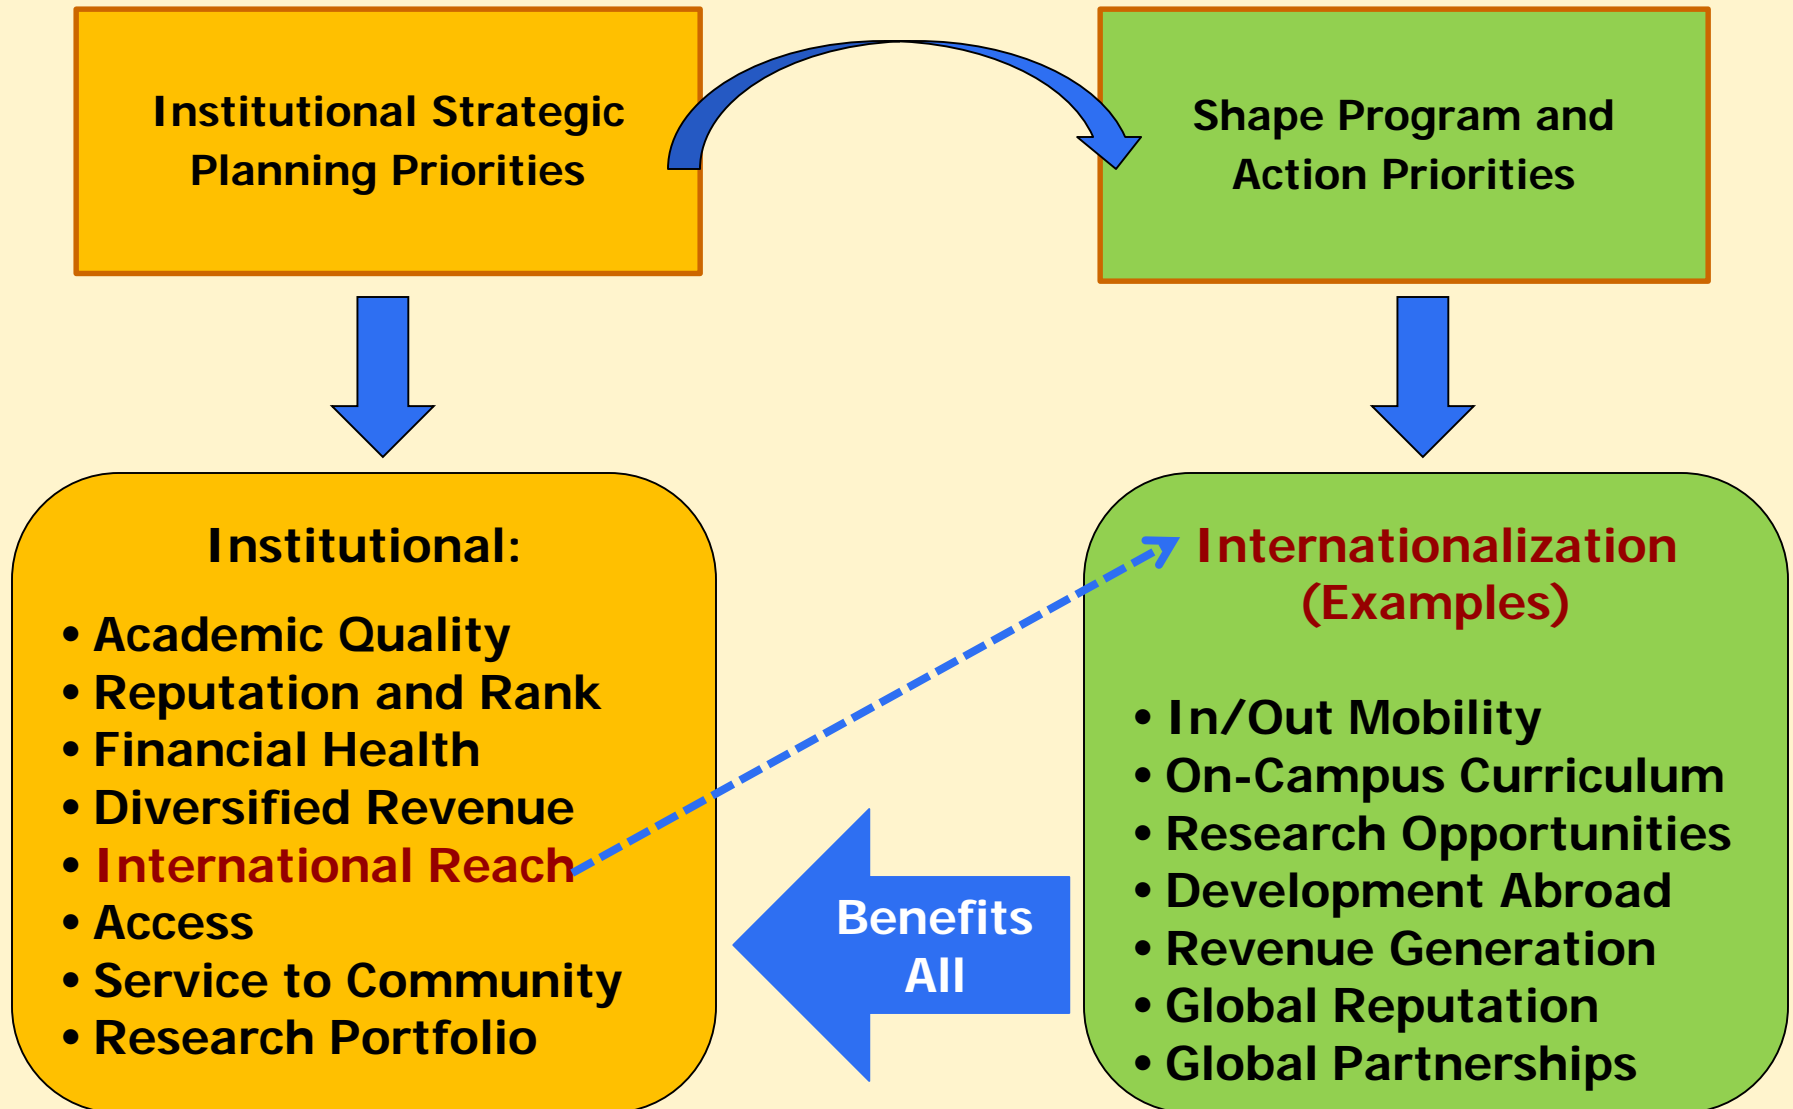 Institutional Strategic
Planning Priorities
Shape Program and
Action Priorities
Institutional:
• Academic Quality
• Reputation and Rank
• Financial Health
• Diversified Revenue
• International Reach
• Access
• Service to Community
• Research Portfolio
Benefits
All
Internationalization
(Examples)
• In/Out Mobility
• On-Campus Curriculum
• Research Opportunities
• Development Abroad
• Revenue Generation
• Global Reputation
• Global Partnerships